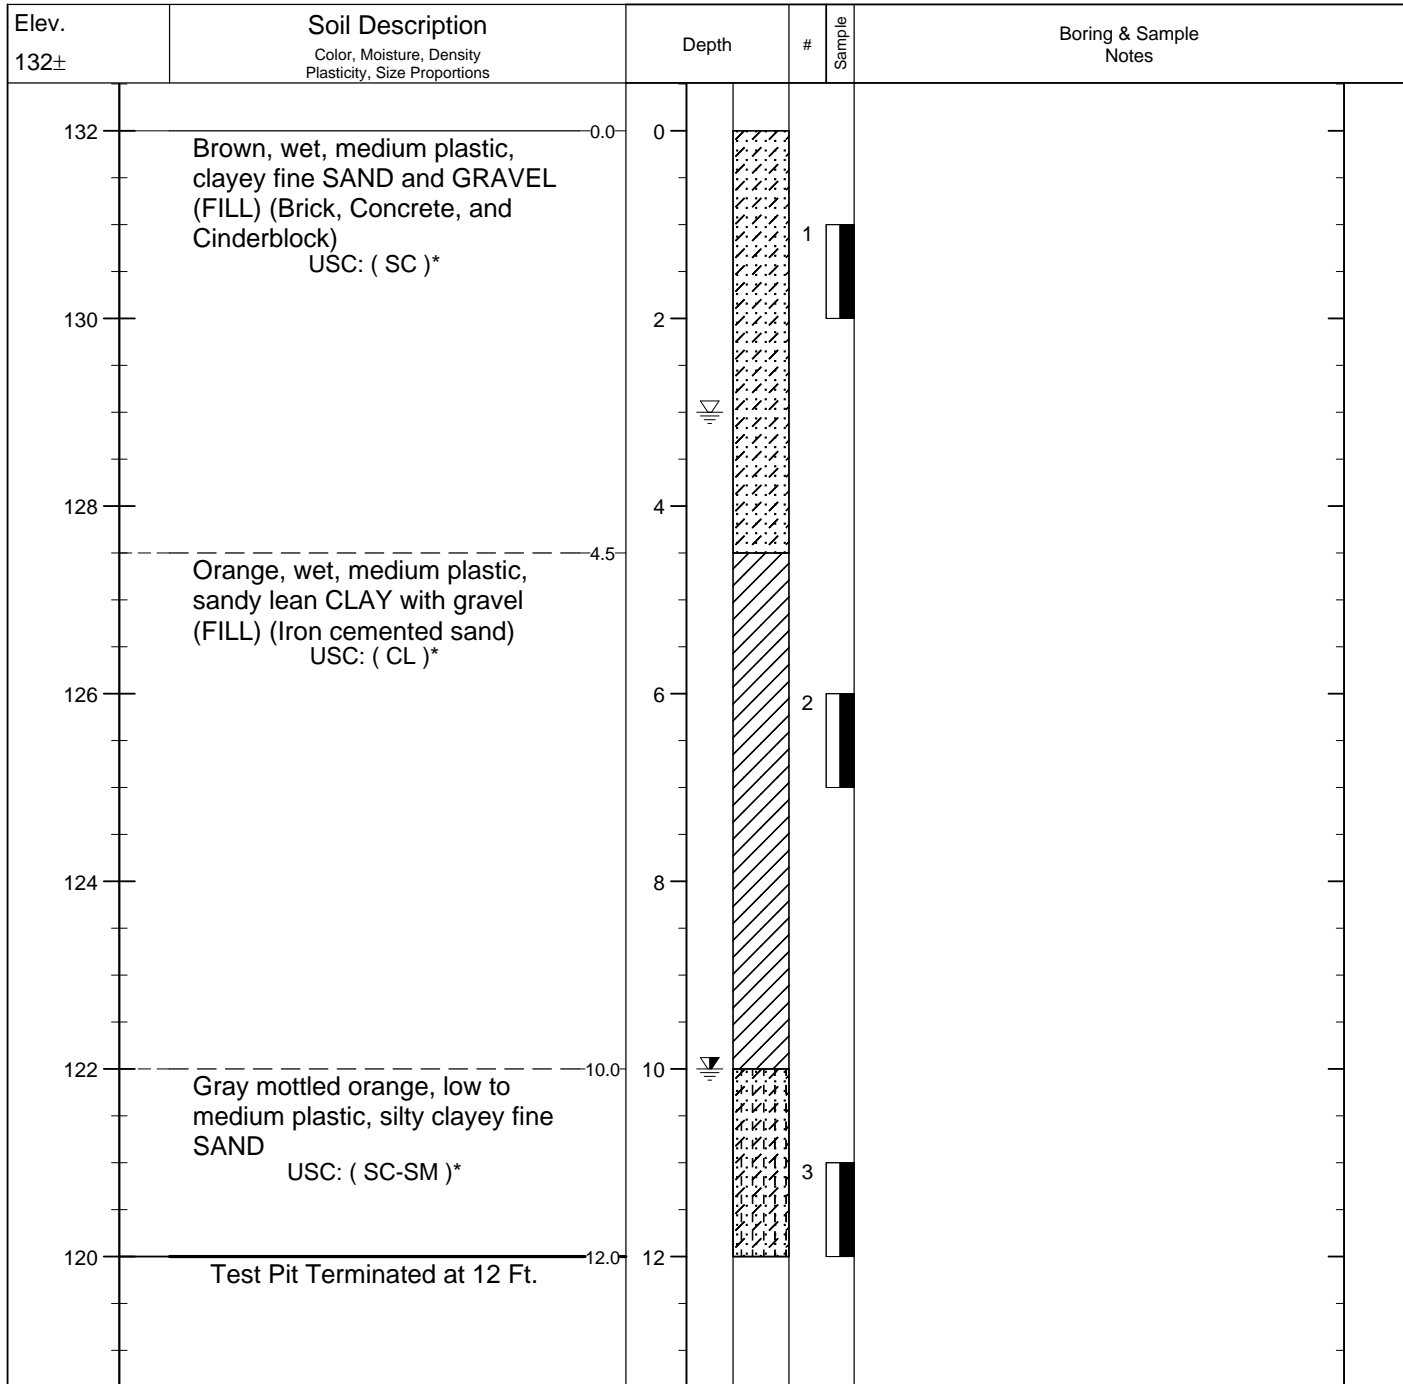 Elev.
132±
Soil Description
Color, Moisture, Density
Plasticity, Size Proportions
Depth
#
Sample
Boring & Sample
Notes
132
0.0
0
Brown, wet, medium plastic,
clayey fine SAND and GRAVEL
(FILL) (Brick, Concrete, and
Cinderblock)
USC: ( SC )*
1
130
2
128
4
4.5
Orange, wet, medium plastic,
sandy lean CLAY with gravel
(FILL) (Iron cemented sand)
USC: ( CL )*
126
6
2
124
8
122
10.0
10
Gray mottled orange, low to
medium plastic, silty clayey fine
SAND
USC: ( SC-SM )*
3
120
12.0
12
Test Pit Terminated at 12 Ft.